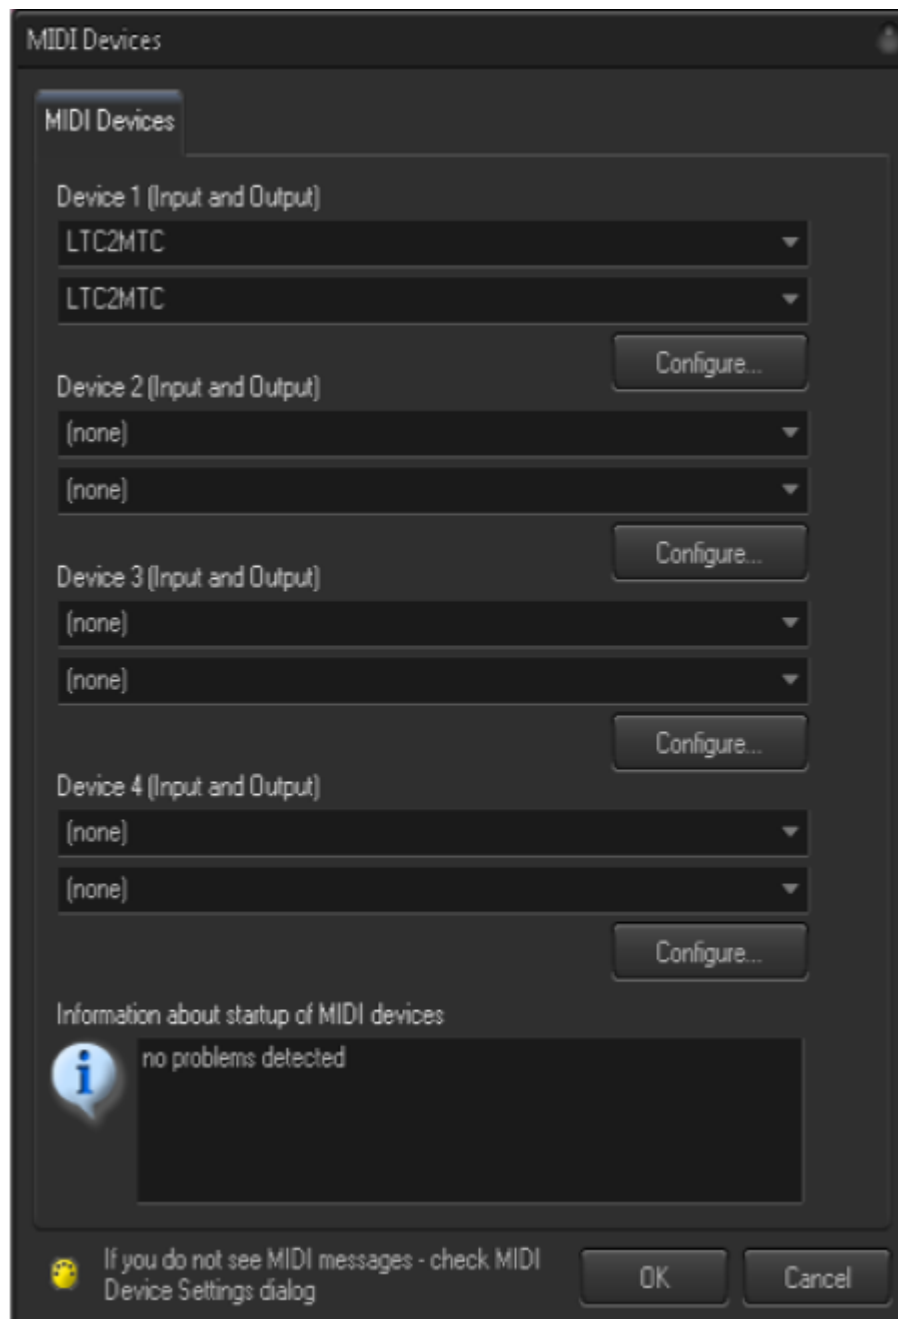 MIDI Devices
MIDI Devices
Device 1 (Input and Output)
LTC2MTC
LTC2MTC
Configure...
Device 2 (Input and Output)
(none)
(none)
Configure...
Device 3 (Input and Output)
(none)
(none)
Configure...
Device 4 (Input and Output)
(none)
(none)
Configure...
Information about startup of MIDI devices
no problems detected
If you do not see MIDI messages - check MIDI
Device Settings dialog
OK
Cancel